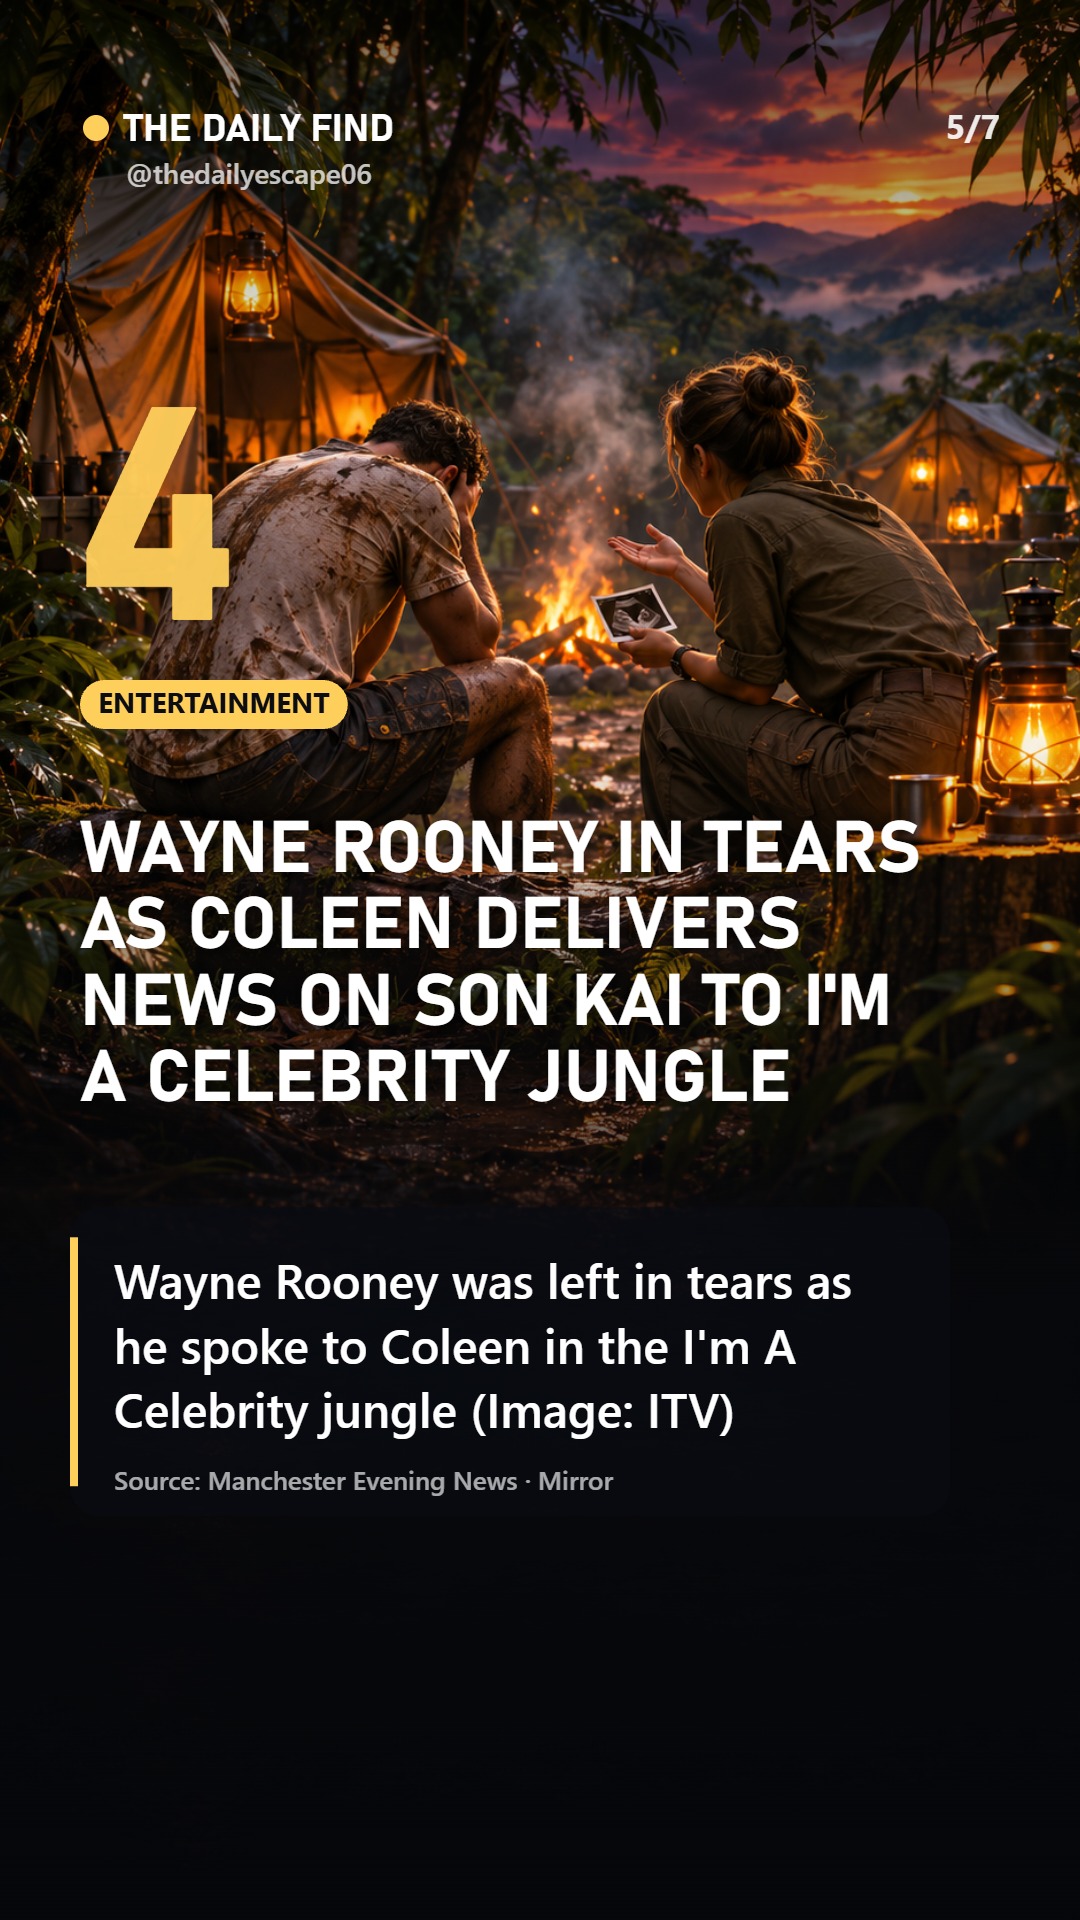 THE DAILY FIND
5/7
@thedailyescape06
4
ENTERTAINMENT
WAYNE ROONEY IN TEARS
AS COLEEN DELIVERS
NEWS ON SON KAI TO I'M
A CELEBRITY JUNGLE
Wayne Rooney was left in tears as
he spoke to Coleen in the I'm A
Celebrity jungle (Image: ITV)
Source: Manchester Evening News · Mirror